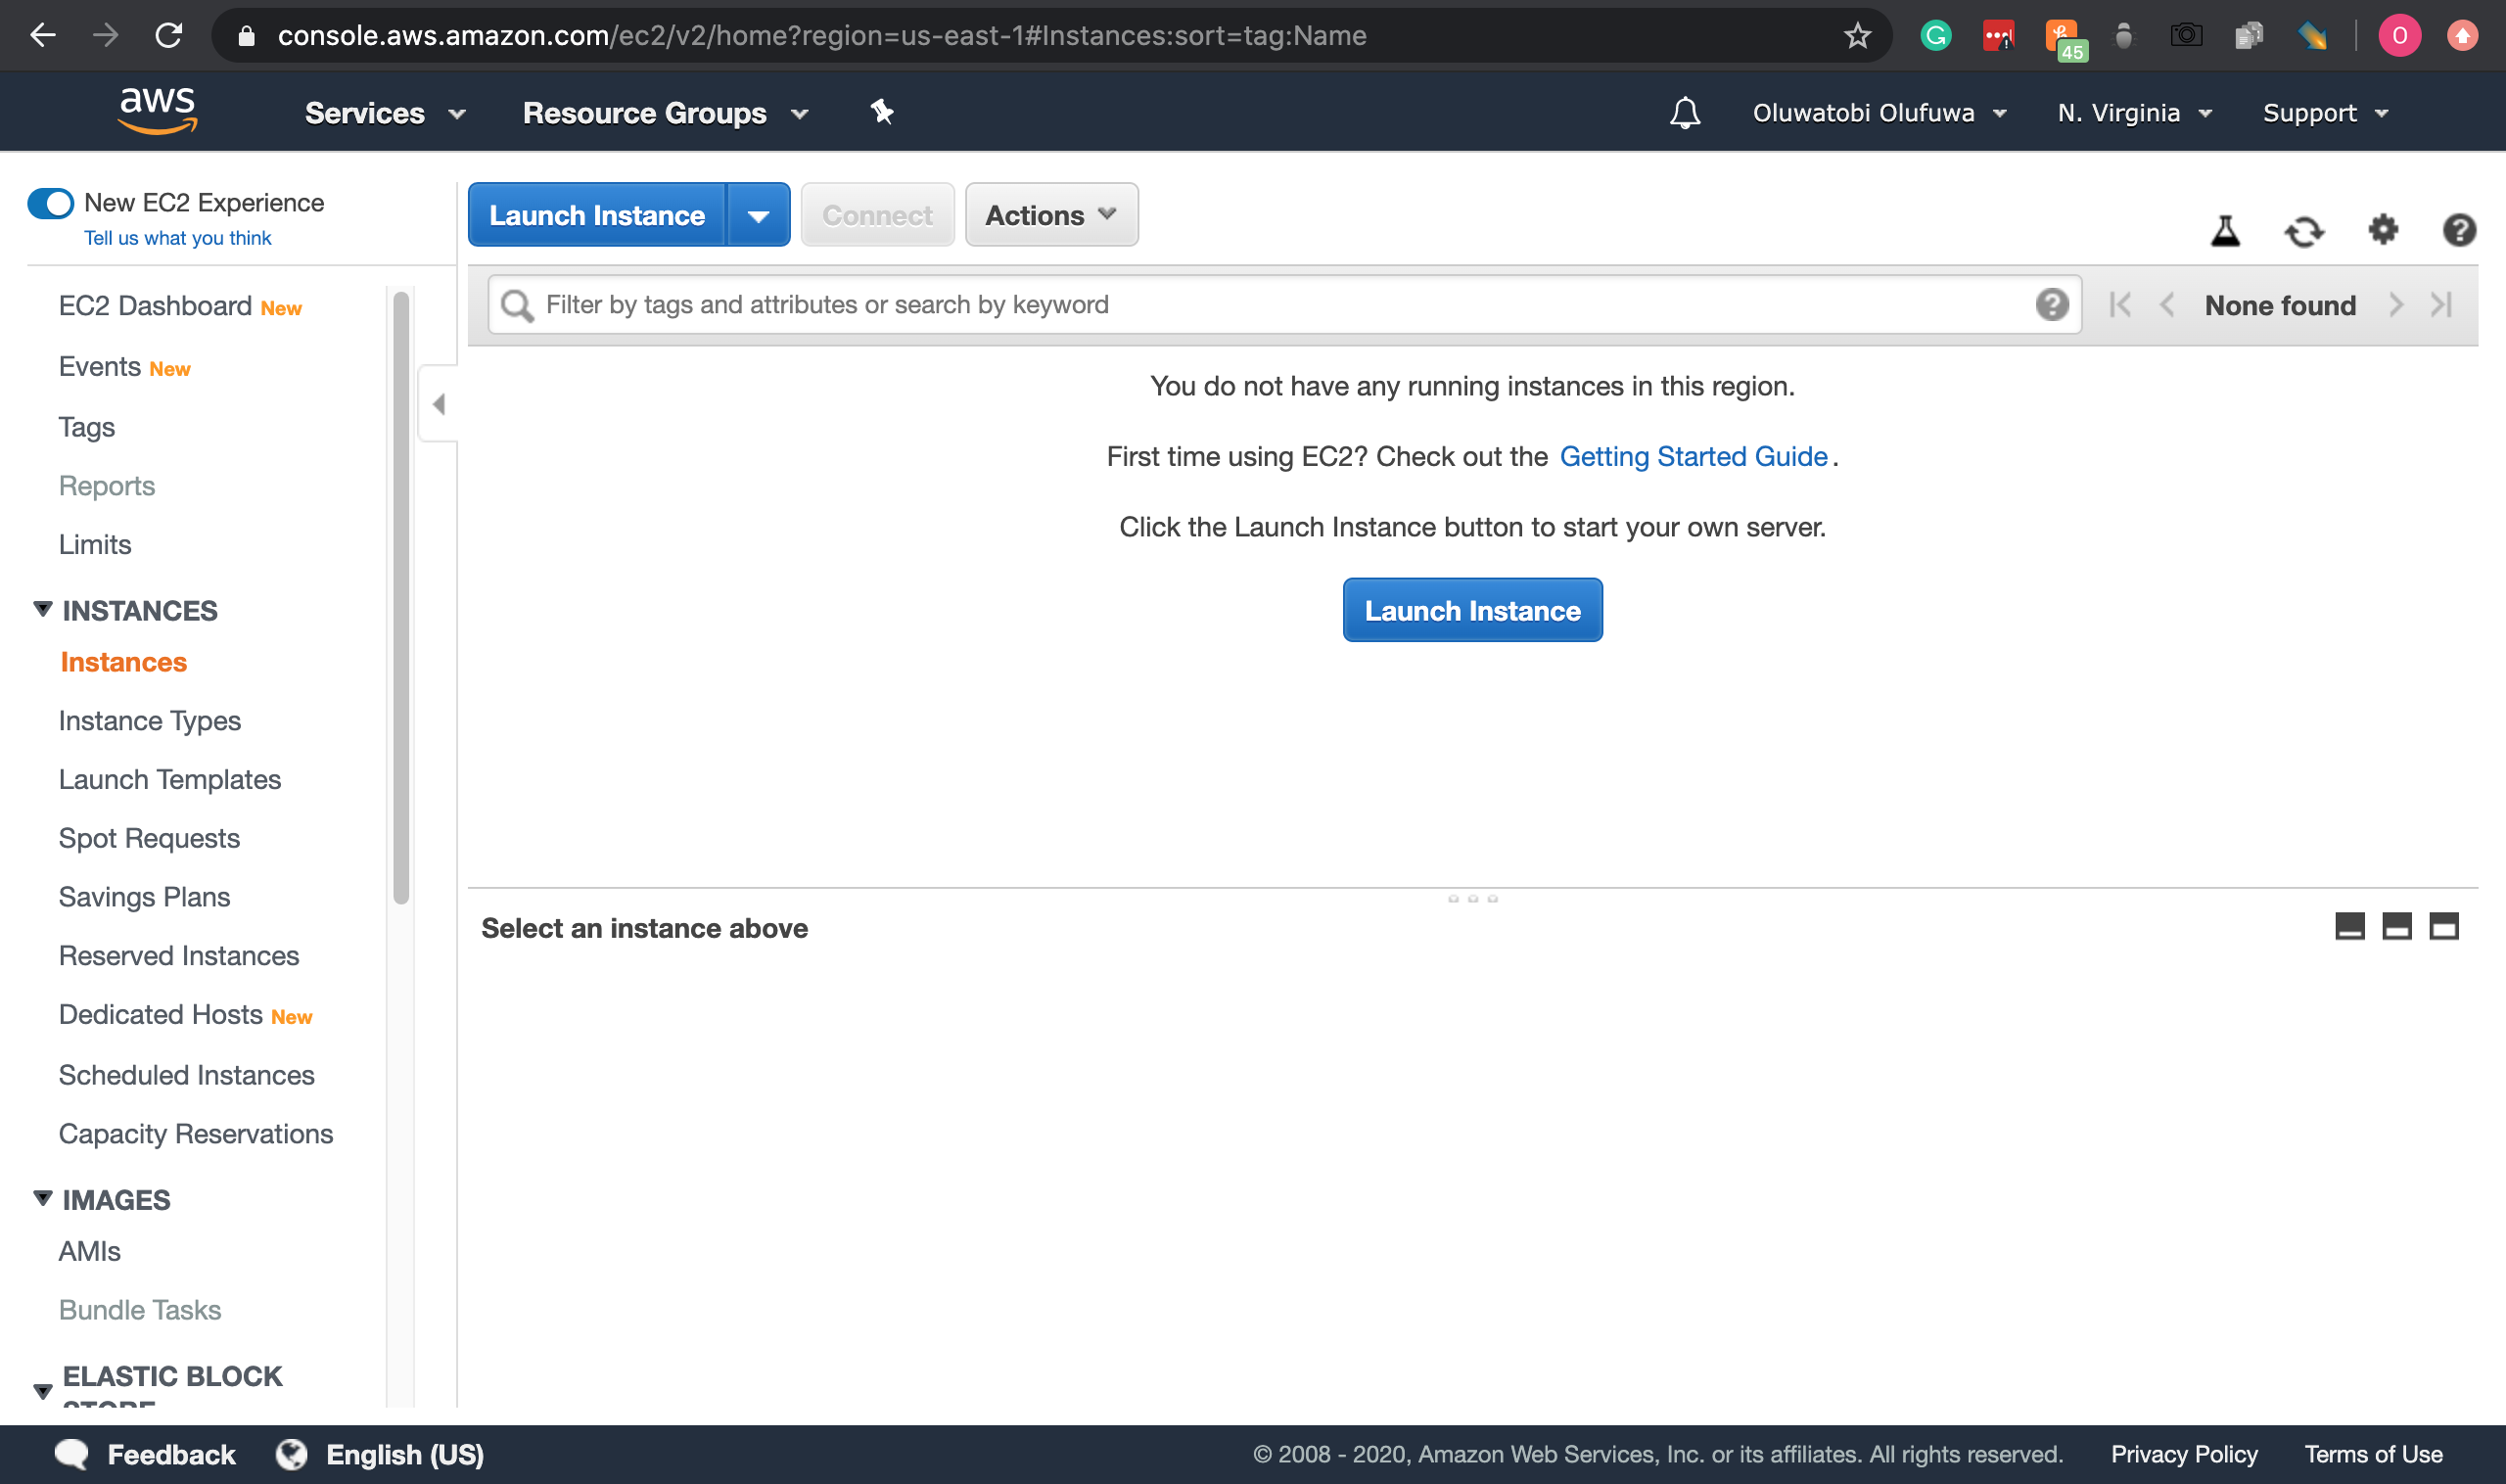 console.aws.amazon.com/ec2/v2/home?region=us-east-1#Instances:sort=tag:Name
45
O
aws
Services
Resource Groups
Oluwatobi Olufuwa
N. Virginia
Support
New EC2 Experience
Tell us what you think
EC2 Dashboard New
Events New
Tags
Reports
Limits
INSTANCES
Instances
Instance Types
Launch Templates
Spot Requests
Savings Plans
Reserved Instances
Dedicated Hosts New
Scheduled Instances
Capacity Reservations
IMAGES
AMIs
Bundle Tasks
ELASTIC BLOCK
STORE
Launch Instance
Connect
Actions
Filter by tags and attributes or search by keyword
None found
You do not have any running instances in this region.
First time using EC2? Check out the Getting Started Guide.
Click the Launch Instance button to start your own server.
Launch Instance
Select an instance above
Feedback
English (US)
© 2008 - 2020, Amazon Web Services, Inc. or its affiliates. All rights reserved.
Privacy Policy
Terms of Use